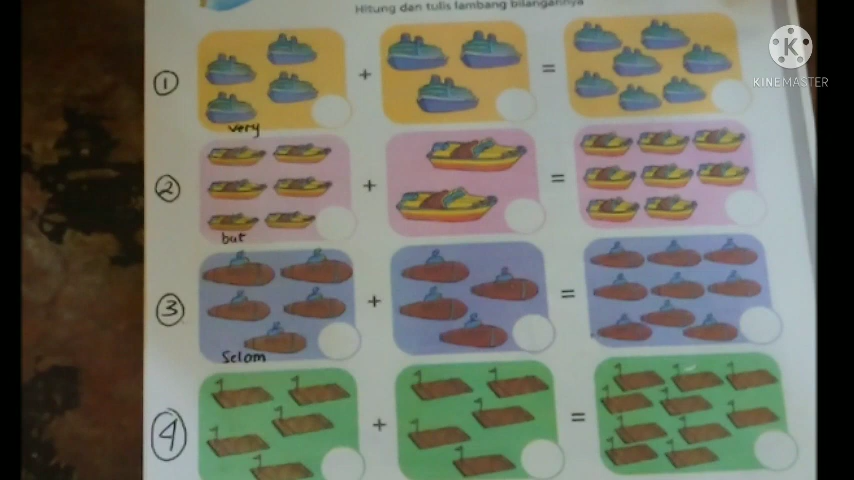 Hitung dan tulis lambang bilangannya
KINEMASTER
1
+
=
very
2
+
=
but
3
+
=
Selom
4
+
=